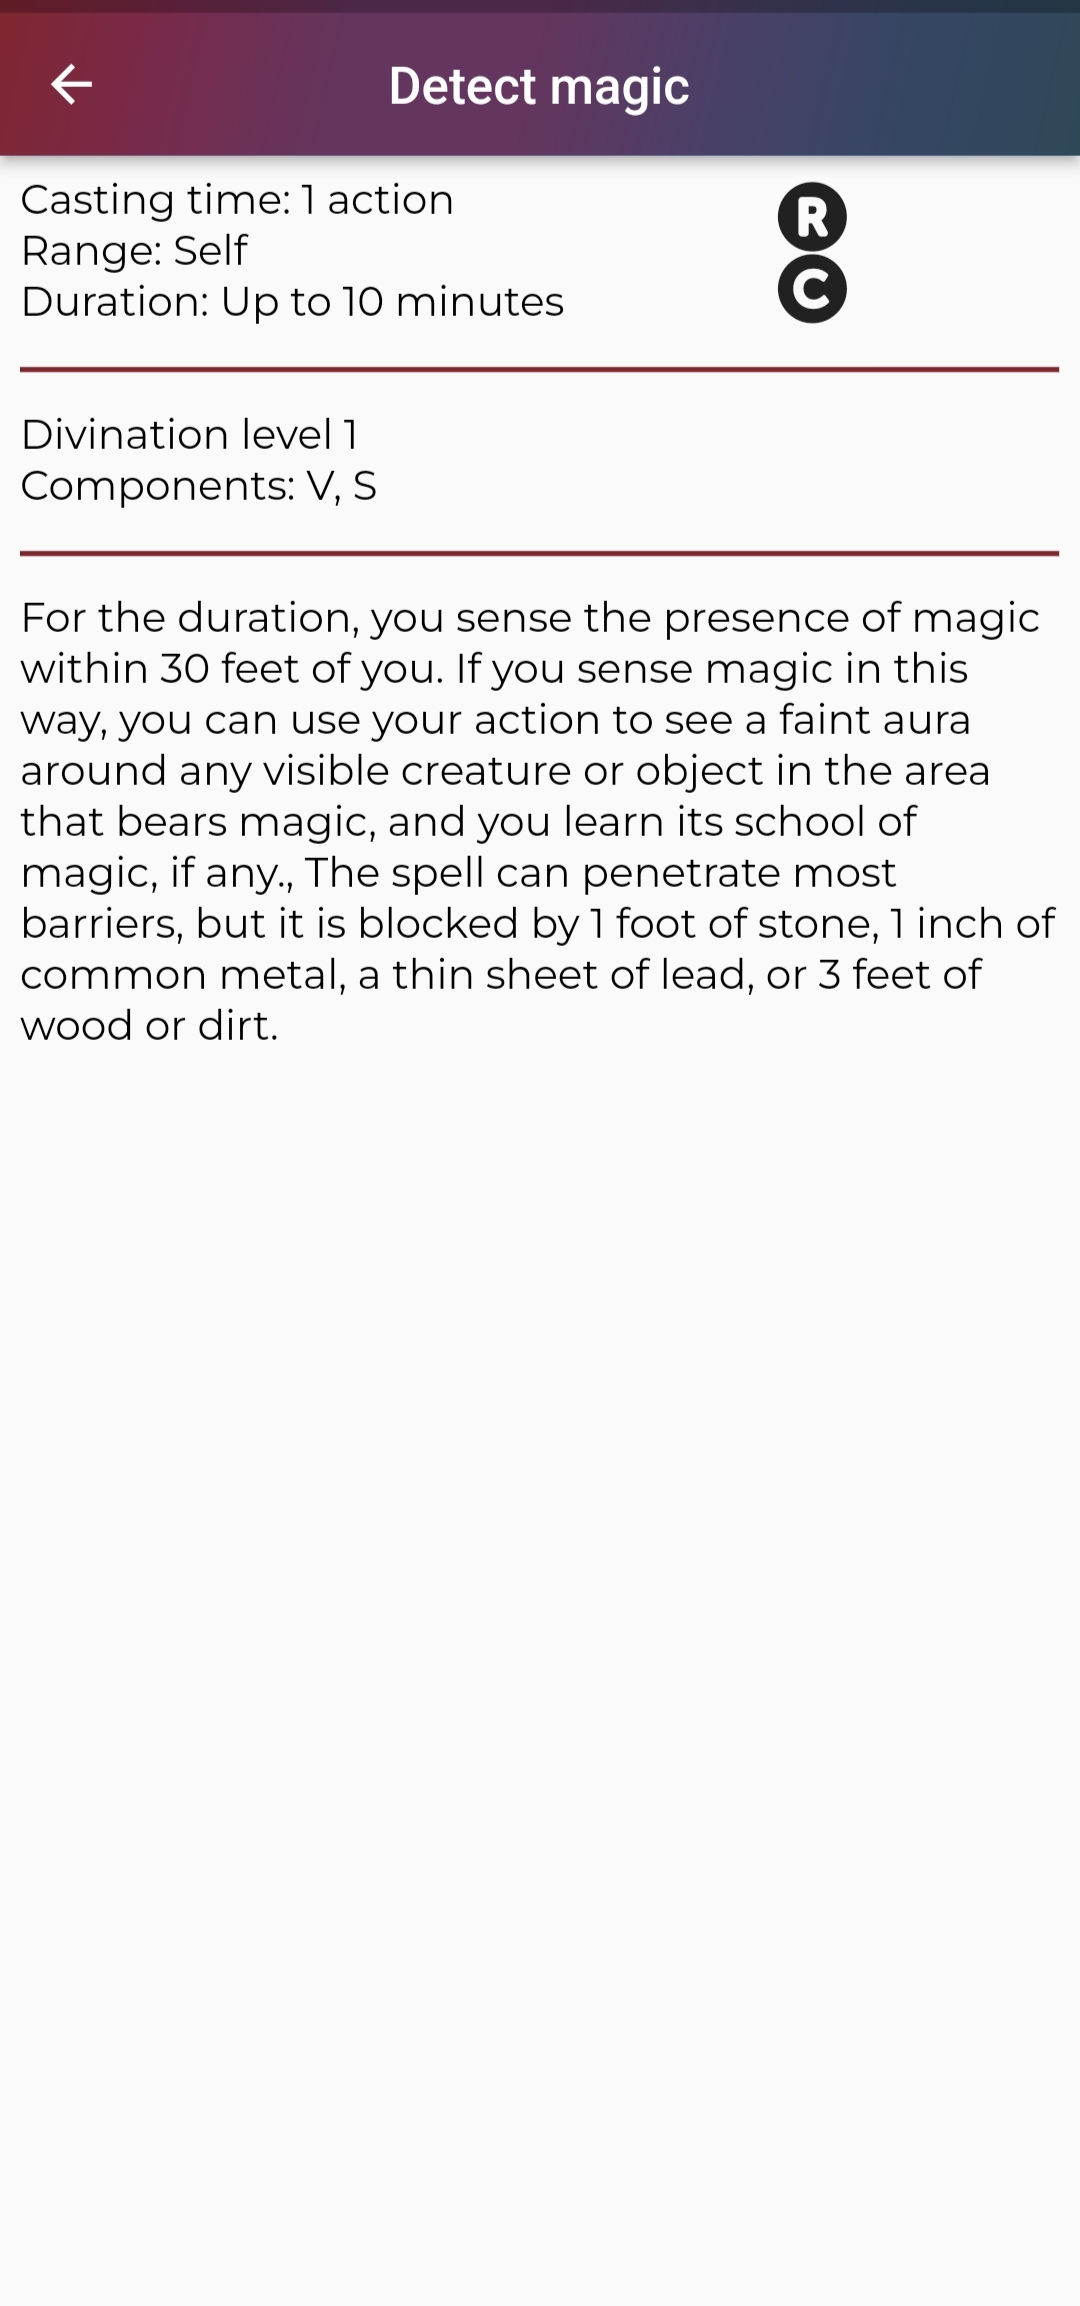 Detect magic
Casting time: 1 action
Range: Self
Duration: Up to 10 minutes
R
C
Divination level 1
Components: V, S
For the duration, you sense the presence of magic
within 30 feet of you. If you sense magic in this
way, you can use your action to see a faint aura
around any visible creature or object in the area
that bears magic, and you learn its school of
magic, if any., The spell can penetrate most
barriers, but it is blocked by 1 foot of stone, 1 inch of
common metal, a thin sheet of lead, or 3 feet of
wood or dirt.